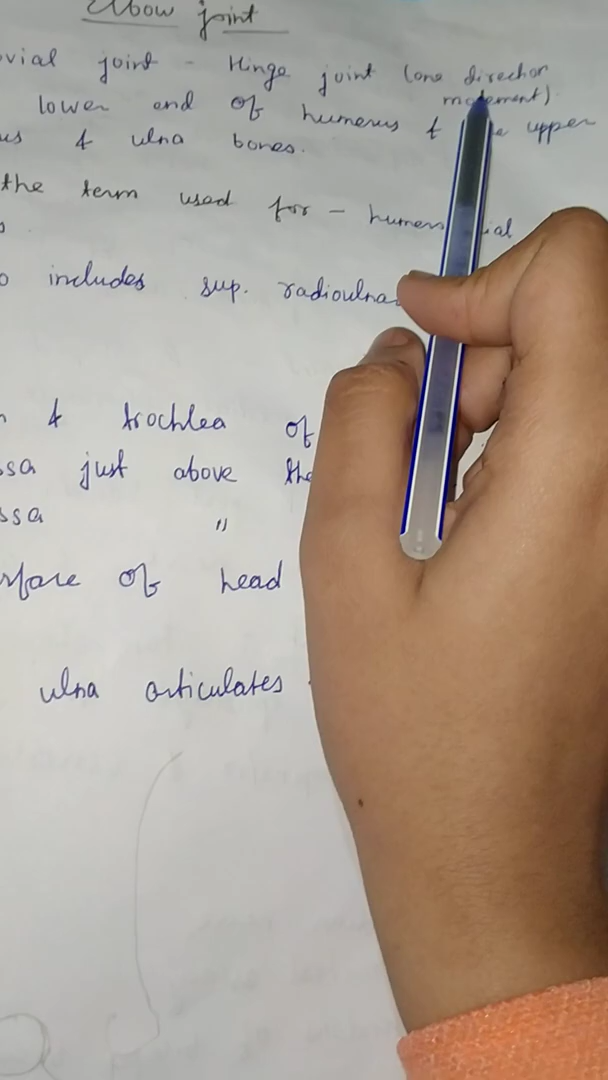 Elbow joint
vial joint - Hinge joint (one direction
movement).
lower end of humerus & upper
us & ulna bones.
the term used for - humer ial
includes sup. radioulna
& trochlea of
ssa just above the
ssa "
rface of head
ulna articulates